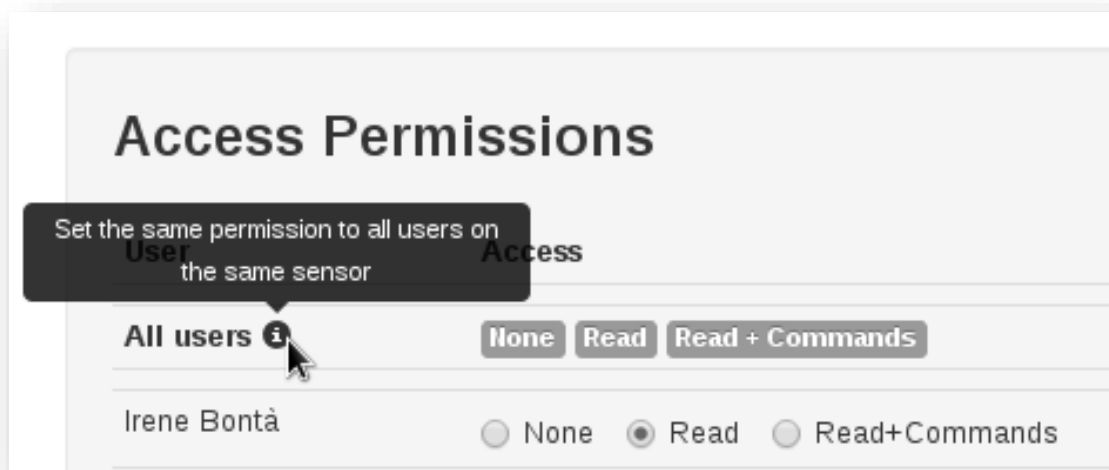 Access Permissions
Set the same permission to all users on
the same sensor
User Access
All users
None Read Read + Commands
Irene Bontà
None Read Read+Commands